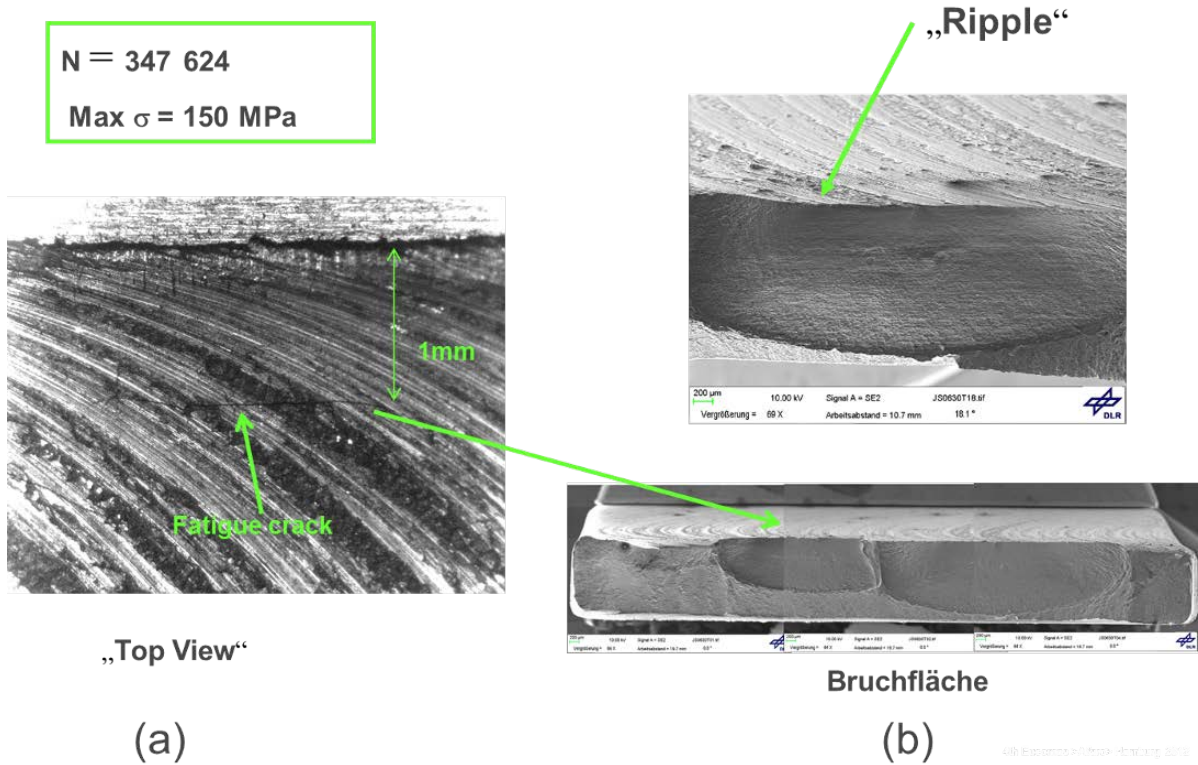 N = 347 624
Max σ = 150 MPa
„Ripple“
1mm
Fatigue crack
200 µm
10.00 kV
Signal A = SE2
JS0630T18.tif
Vergrößerung = 69 X
Arbeitsabstand = 10.7 mm
18.1 °
DLR
„Top View“
Bruchfläche
(a)
(b)